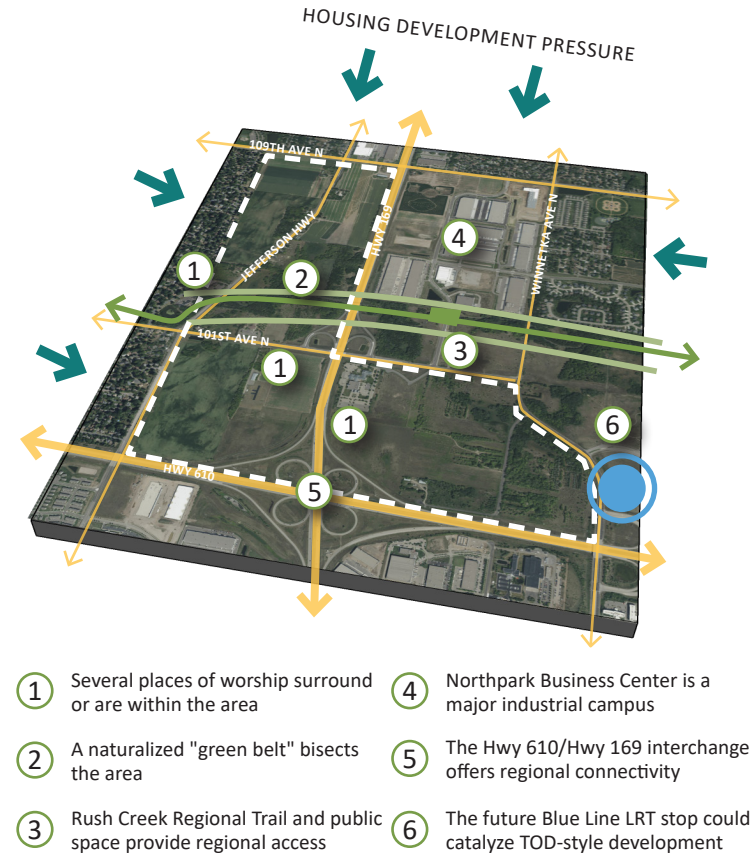 HOUSING DEVELOPMENT PRESSURE
109TH AVE N
JEFFERSON HWY
HWY 169
WINNETKA AVE N
4
1
2
101ST AVE N
3
1
1
6
HWY 610
5
1 Several places of worship surround
or are within the area
2 A naturalized "green belt" bisects
the area
3 Rush Creek Regional Trail and public
space provide regional access
4 Northpark Business Center is a
major industrial campus
5 The Hwy 610/Hwy 169 interchange
offers regional connectivity
6 The future Blue Line LRT stop could
catalyze TOD-style development